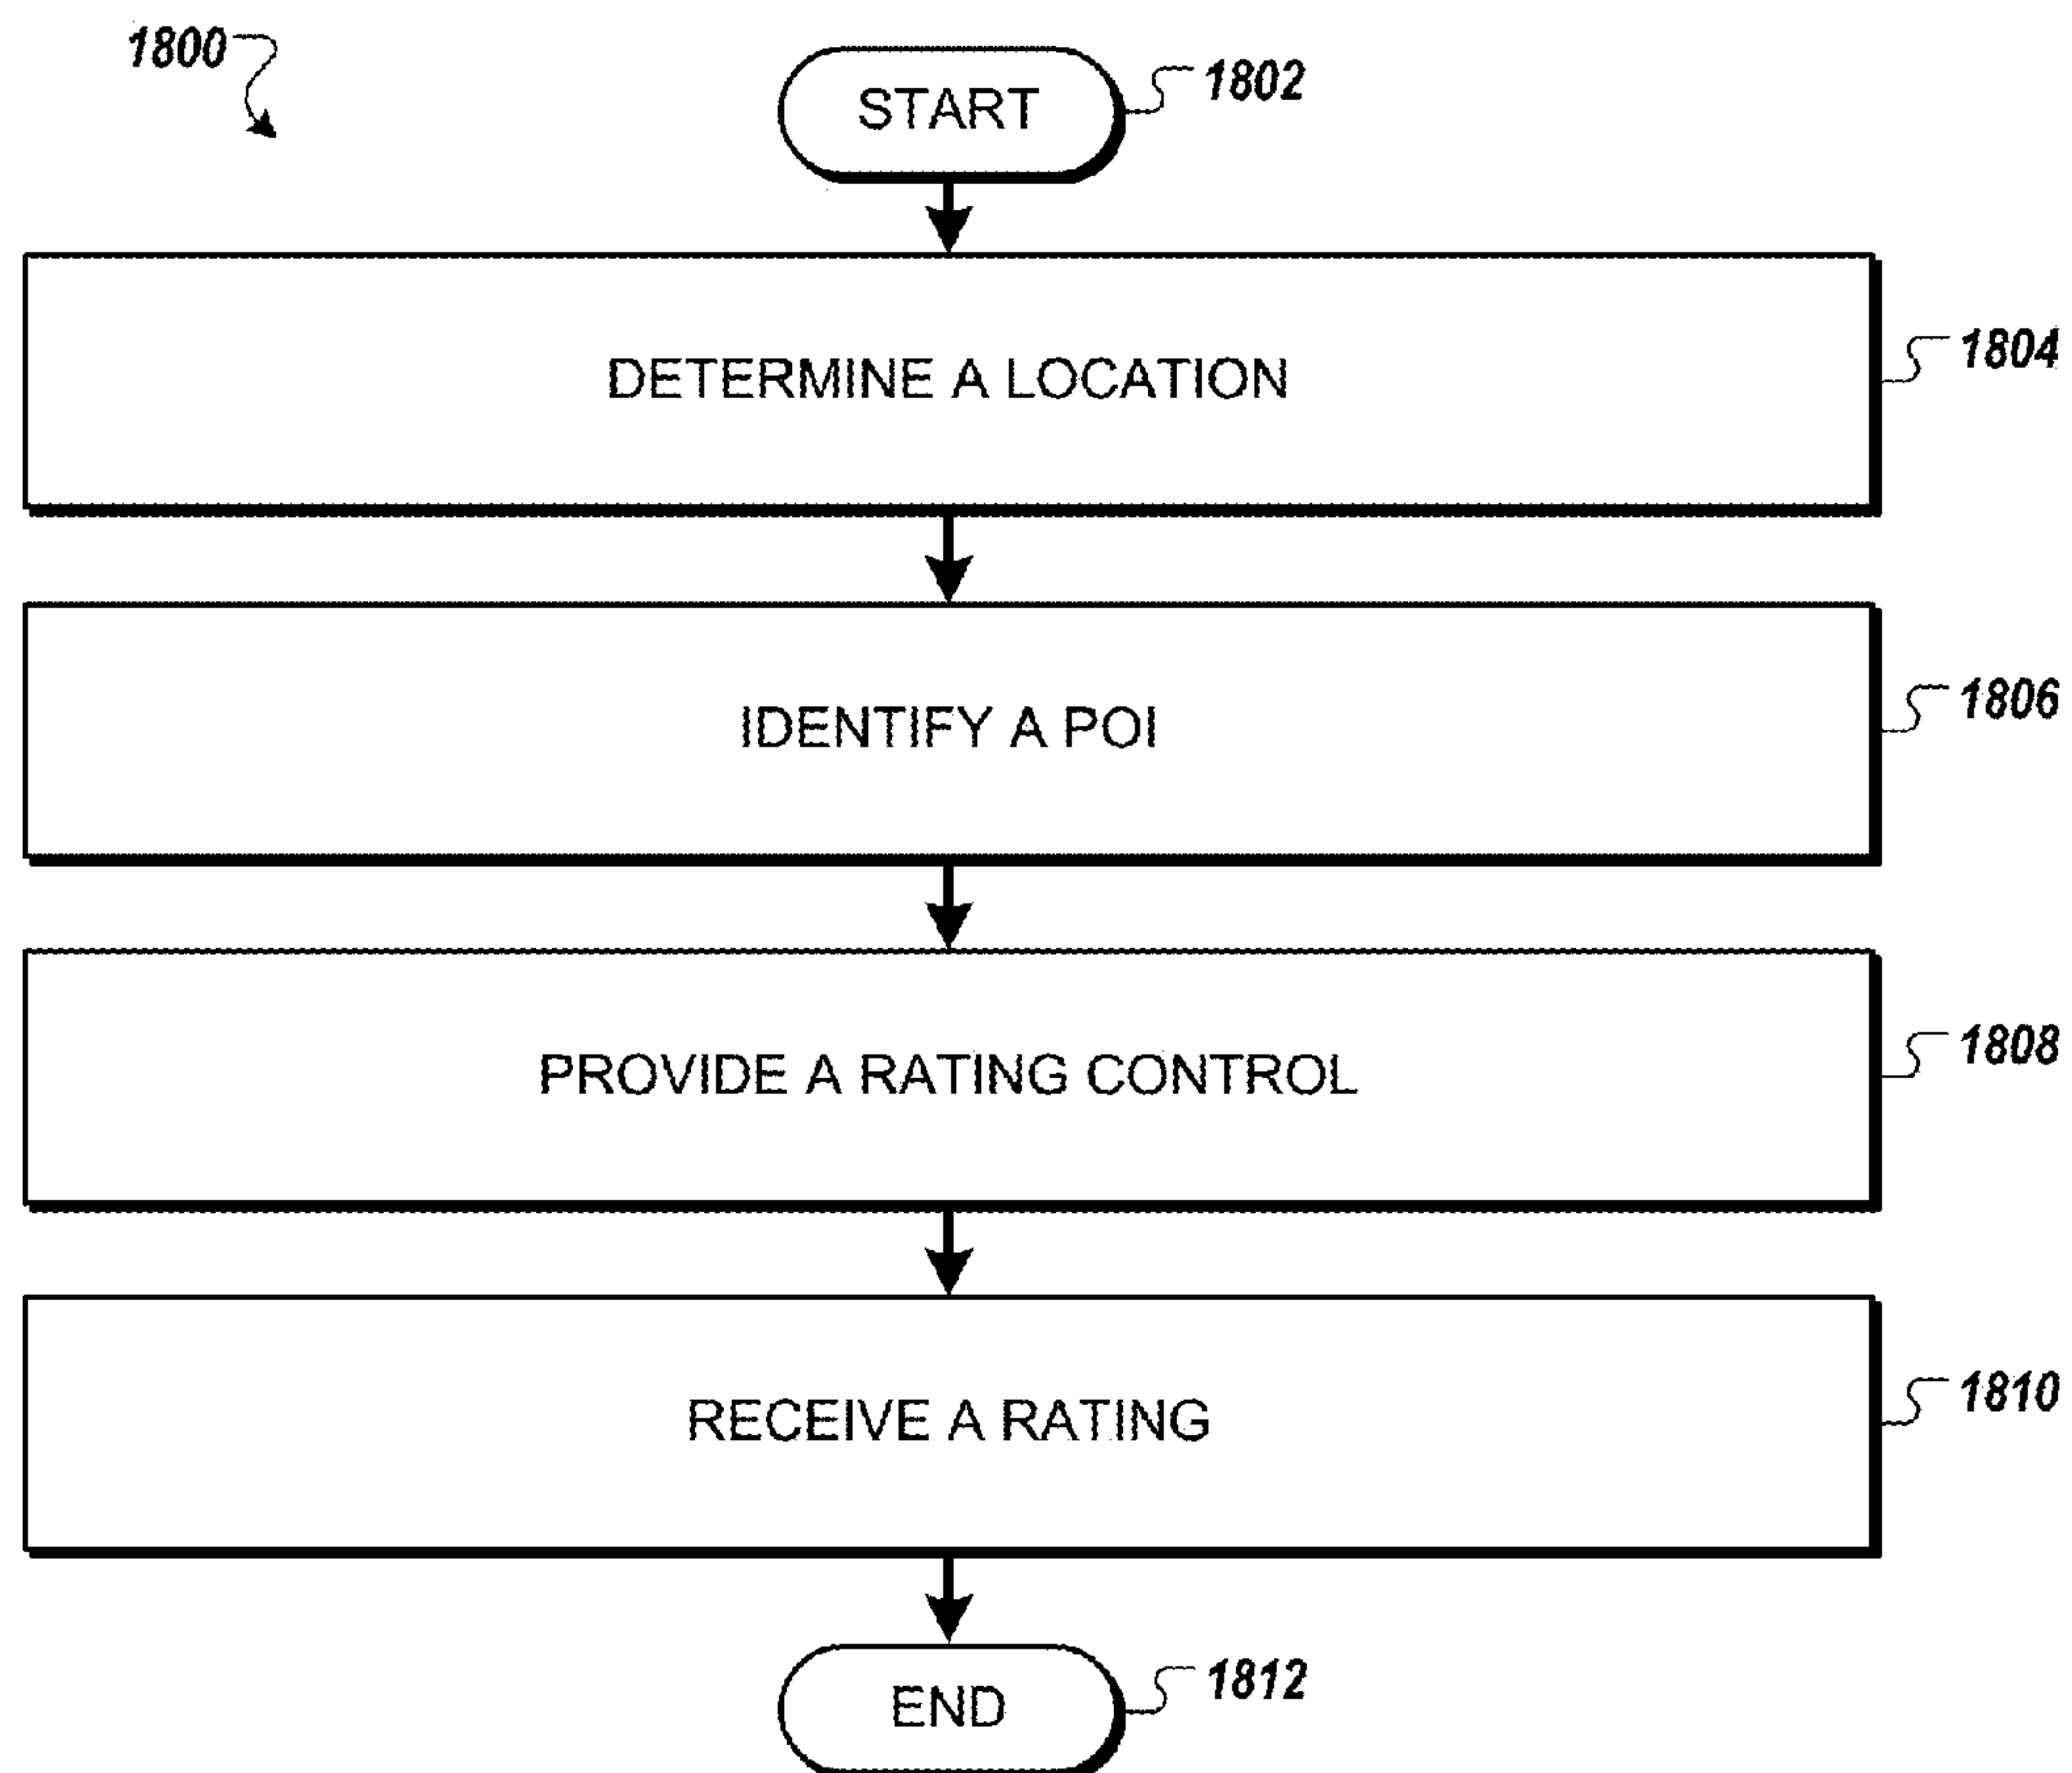 1800
START
1802
DETERMINE A LOCATION
1804
IDENTIFY A POI
1806
PROVIDE A RATING CONTROL
1808
RECEIVE A RATING
1810
END
1812